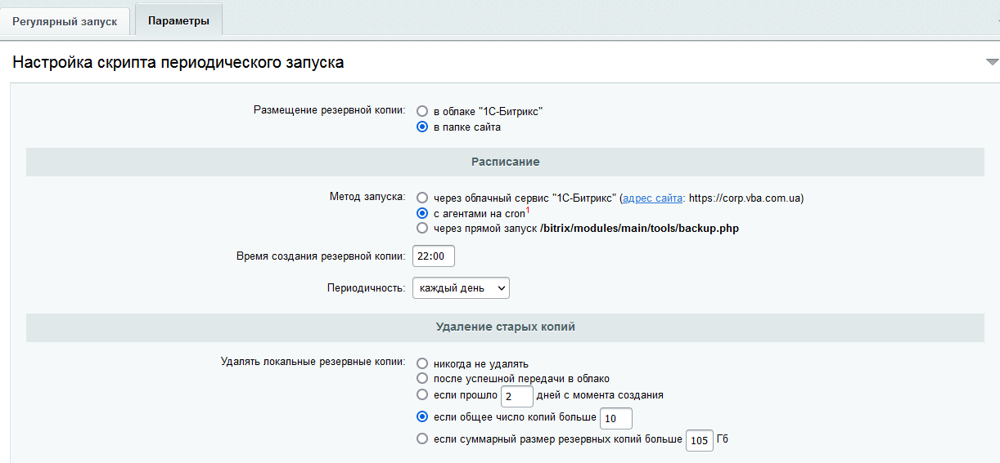 Регулярный запуск Параметры
Настройка скрипта периодического запуска
Размещение резервной копии: в облаке "1С-Битрикс"
в папке сайта
Расписание
Метод запуска: через облачный сервис "1С-Битрикс" (адрес сайта: https://corp.vba.com.ua)
с агентами на cron1
через прямой запуск /bitrix/modules/main/tools/backup.php
Время создания резервной копии: 22:00
Периодичность: каждый день
Удаление старых копий
Удалять локальные резервные копии: никогда не удалять
после успешной передачи в облако
если прошло 2 дней с момента создания
если общее число копий больше 10
если суммарный размер резервных копий больше 105 Гб